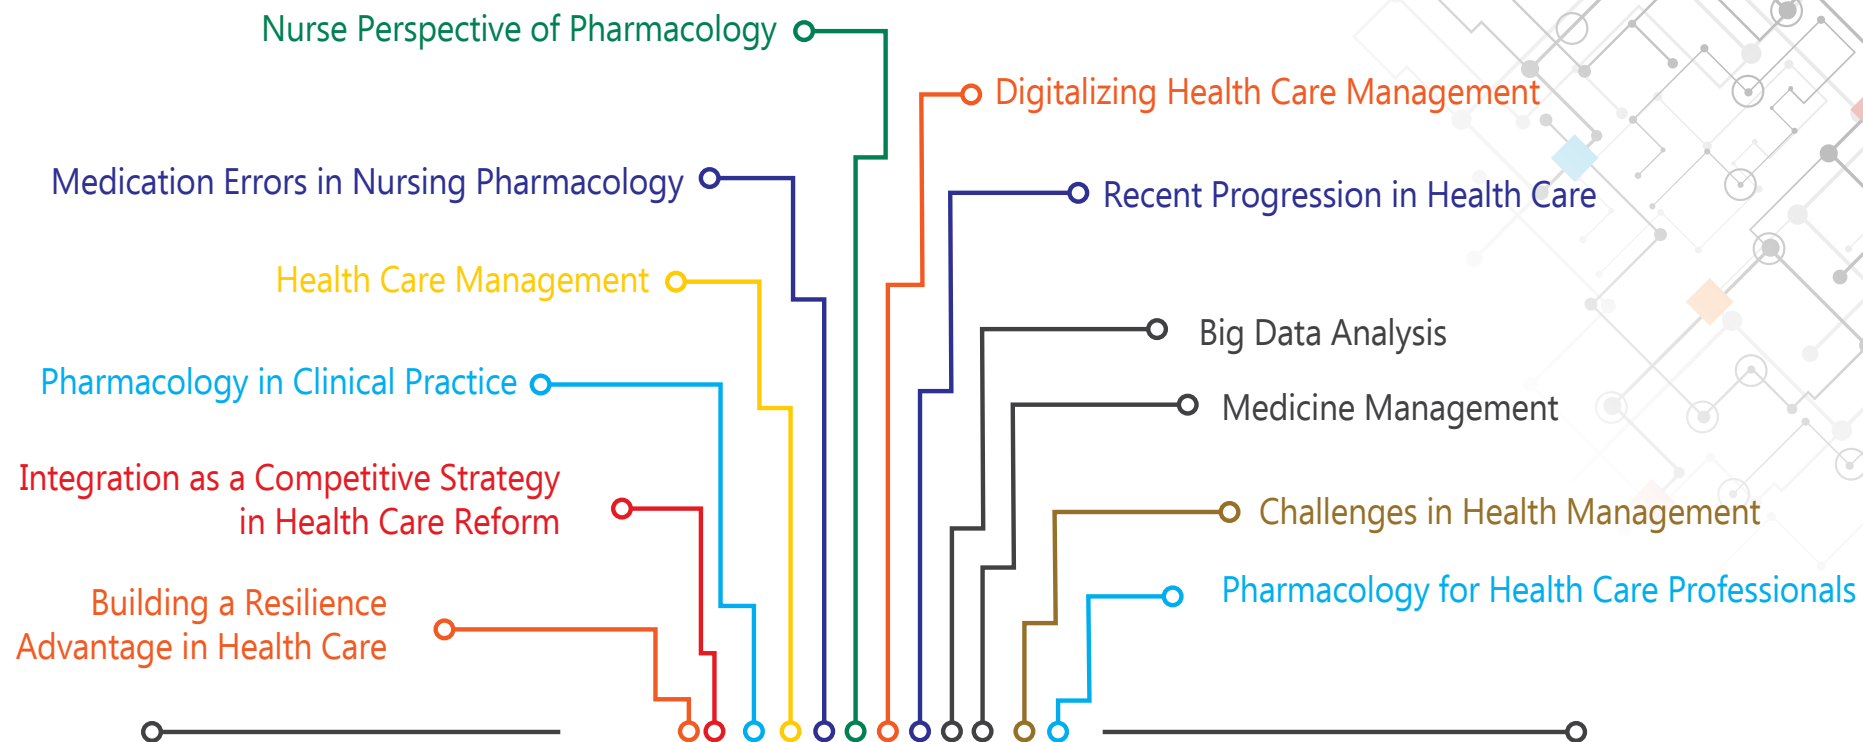 Nurse Perspective of Pharmacology
Digitalizing Health Care Management
Medication Errors in Nursing Pharmacology
Recent Progression in Health Care
Health Care Management
Big Data Analysis
Pharmacology in Clinical Practice
Medicine Management
Integration as a Competitive Strategy
in Health Care Reform
Challenges in Health Management
Building a Resilience
Advantage in Health Care
Pharmacology for Health Care Professionals